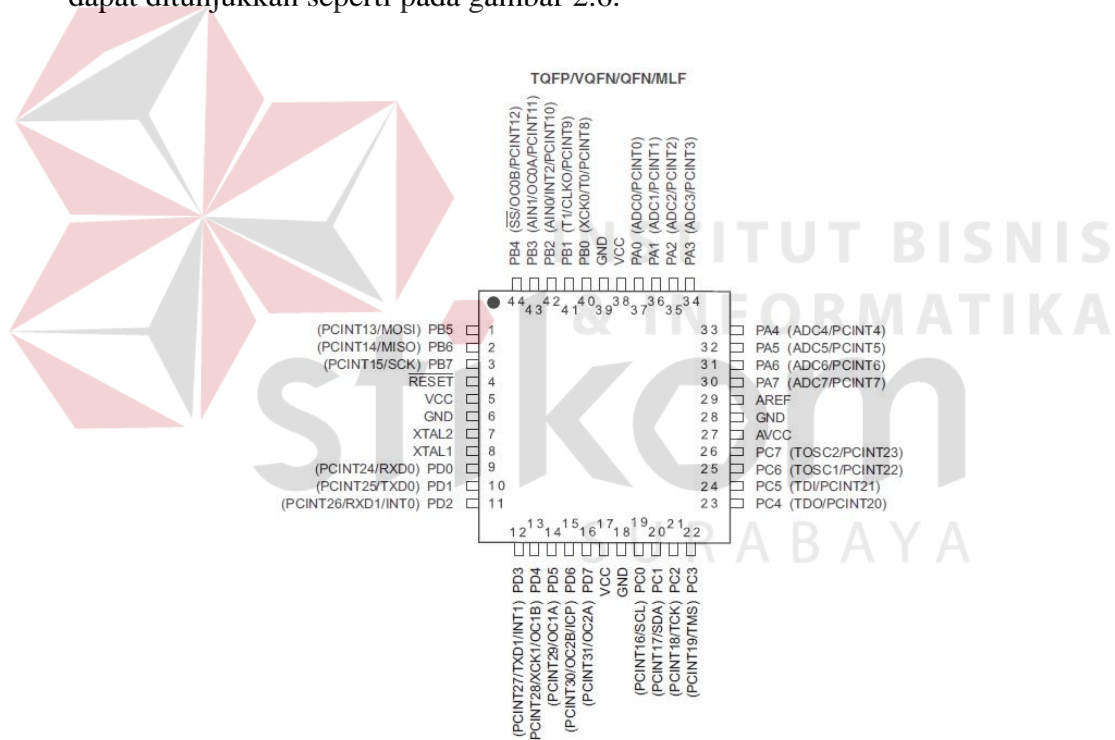 dapat ditunjukkan seperti pada gambar 2.6.
TQFP/VQFN/QFN/MLF
PB4 (SS/OC0B/PCINT12)
PB3 (AIN1/OC0A/PCINT11)
PB2 (AIN0/INT2/PCINT10)
PB1 (T1/CLKO/PCINT9)
PB0 (XCK0/T0/PCINT8)
GND
VCC
PA0 (ADC0/PCINT0)
PA1 (ADC1/PCINT1)
PA2 (ADC2/PCINT2)
PA3 (ADC3/PCINT3)
44 43 42 41 40 39 38 37 36 35 34
(PCINT13/MOSI) PB5 1
(PCINT14/MISO) PB6 2
(PCINT15/SCK) PB7 3
RESET 4
VCC 5
GND 6
XTAL2 7
XTAL1 8
(PCINT24/RXD0) PD0 9
(PCINT25/TXD0) PD1 10
(PCINT26/RXD1/INT0) PD2 11
33 PA4 (ADC4/PCINT4)
32 PA5 (ADC5/PCINT5)
31 PA6 (ADC6/PCINT6)
30 PA7 (ADC7/PCINT7)
29 AREF
28 GND
27 AVCC
26 PC7 (TOSC2/PCINT23)
25 PC6 (TOSC1/PCINT22)
24 PC5 (TDI/PCINT21)
23 PC4 (TDO/PCINT20)
12 13 14 15 16 17 18 19 20 21 22
(PCINT27/TXD1/INT1) PD3
PCINT28/XCK1/OC1B) PD4
(PCINT29/OC1A) PD5
(PCINT30/OC2B/ICP) PD6
(PCINT31/OC2A) PD7
VCC
GND
(PCINT16/SCL) PC0
(PCINT17/SDA) PC1
(PCINT18/TCK) PC2
(PCINT19/TMS) PC3
INSTITUT BISNIS
& INFORMATIKA
stikom
SURABAYA